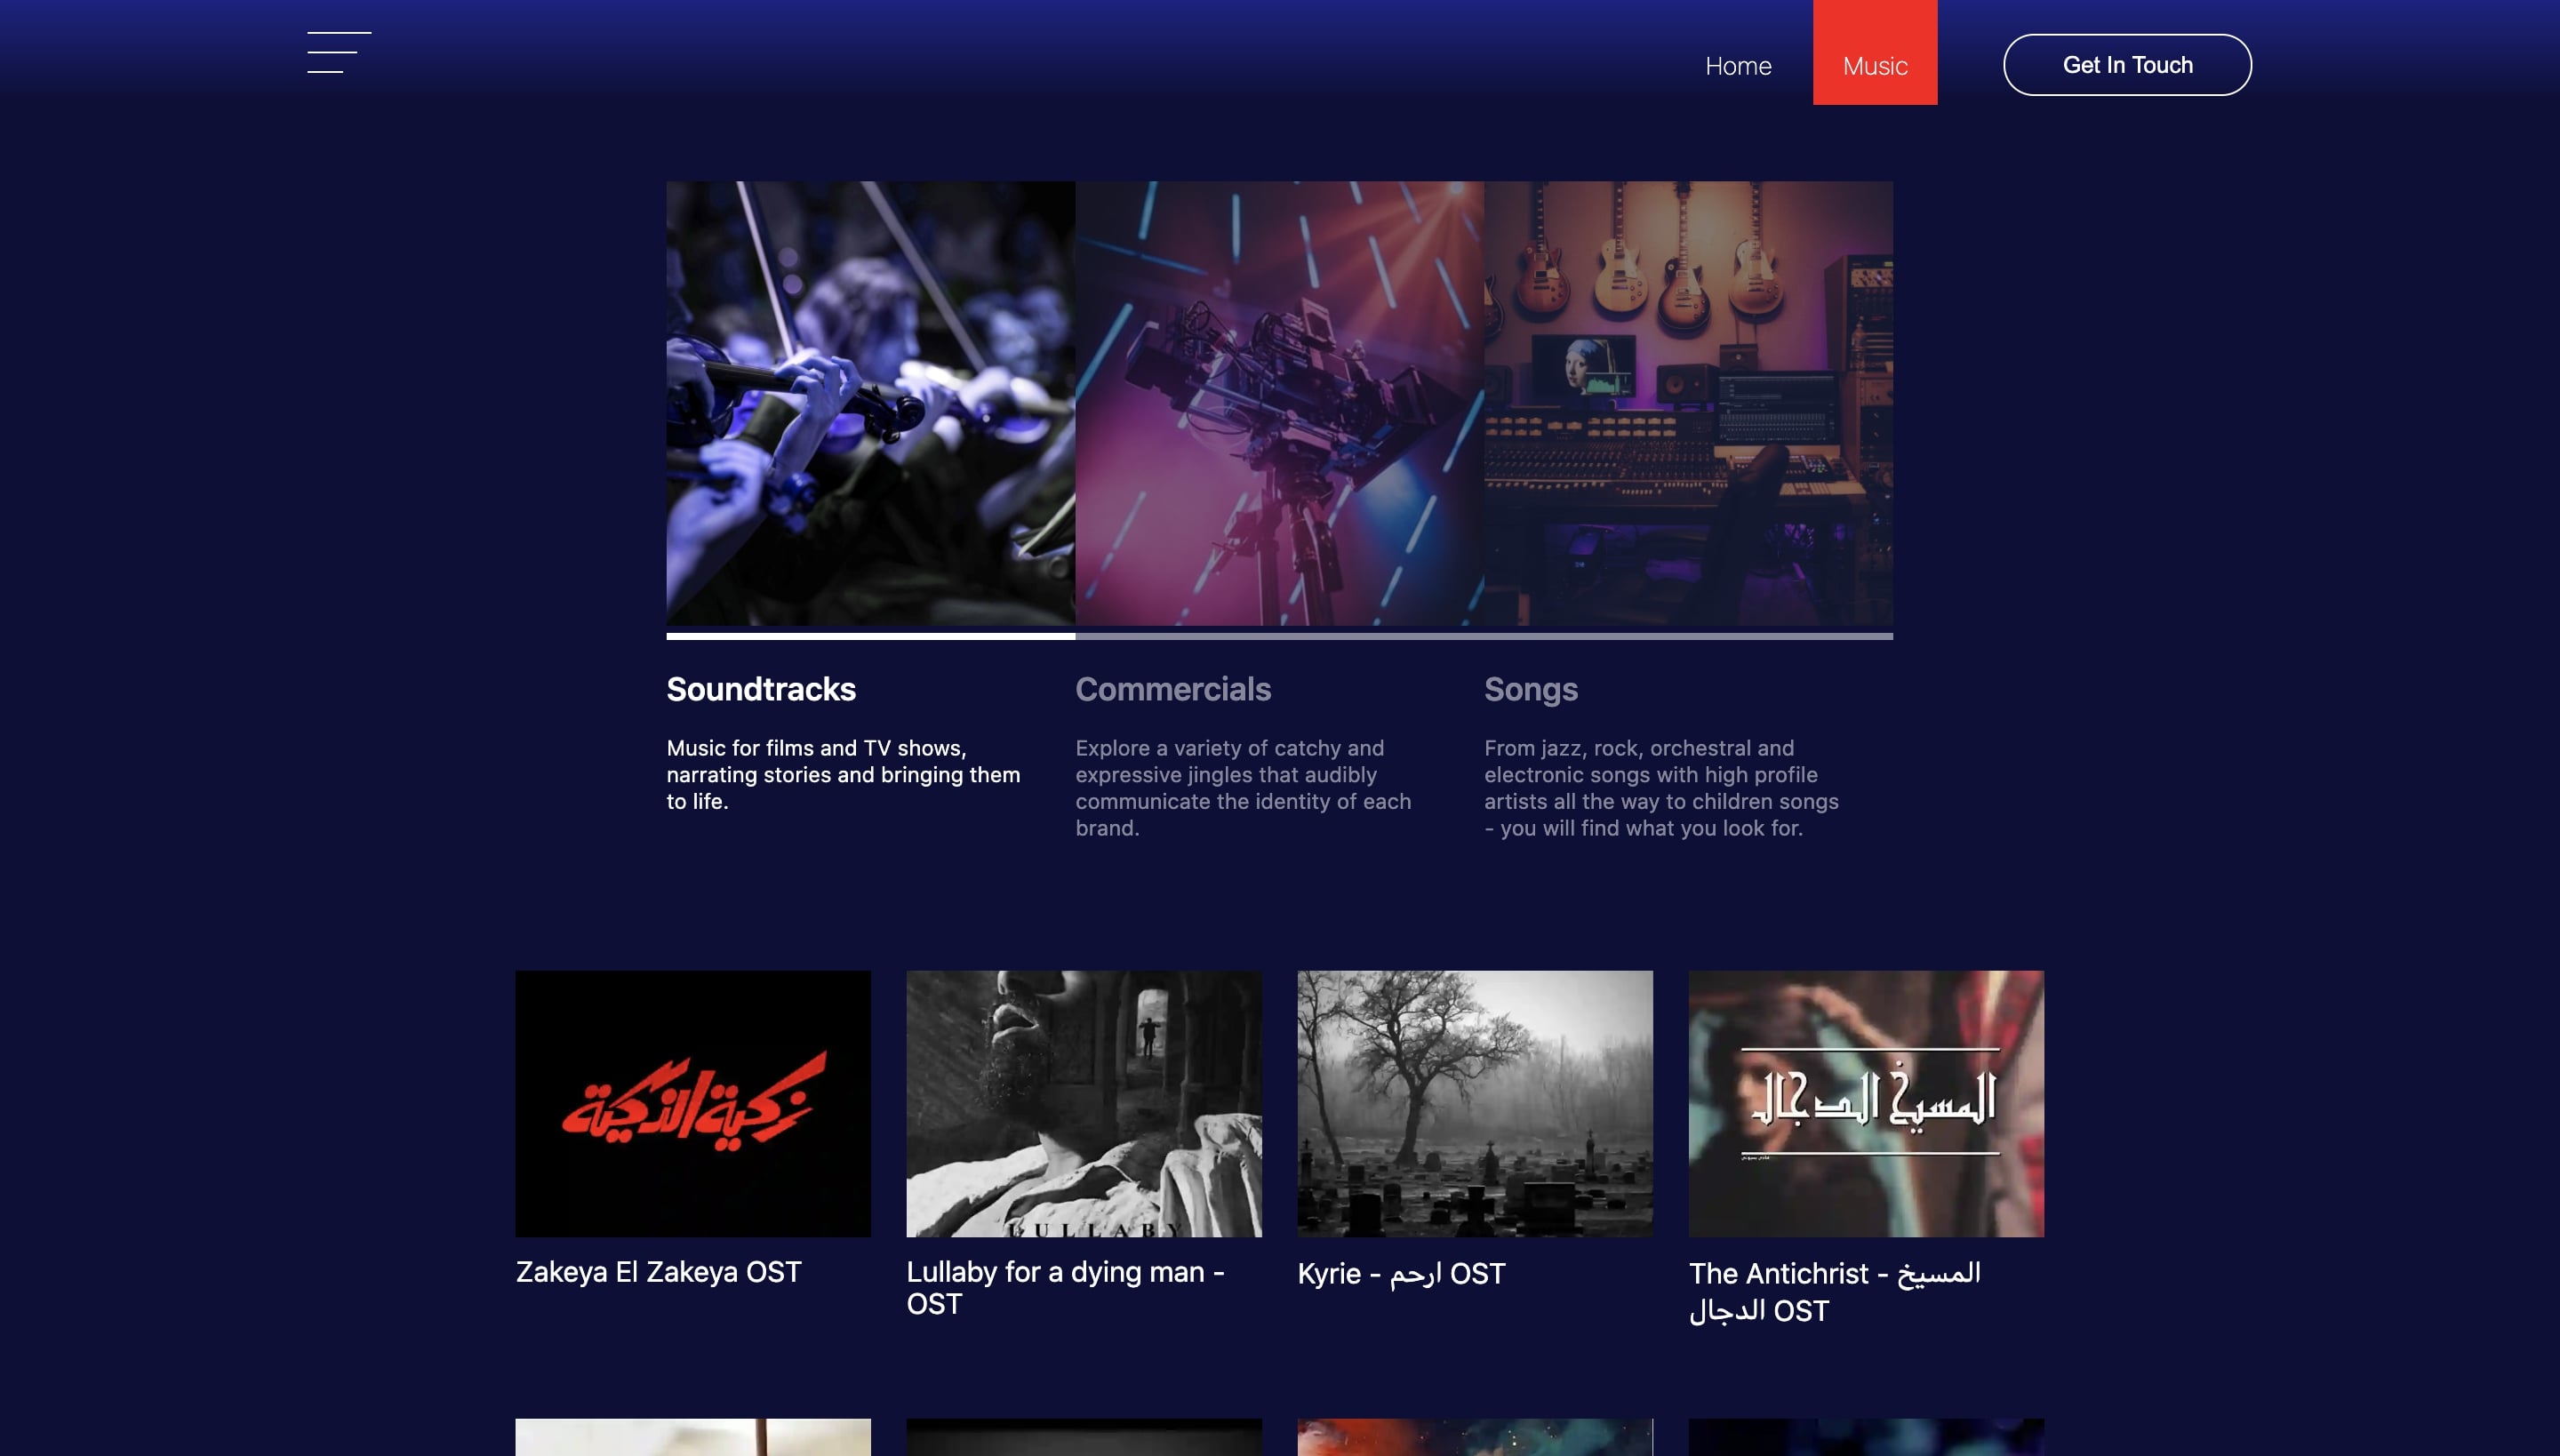 Home
Music
Get In Touch
Soundtracks
Music for films and TV shows,
narrating stories and bringing them
to life.
Commercials
Explore a variety of catchy and
expressive jingles that audibly
communicate the identity of each
brand.
Songs
From jazz, rock, orchestral and
electronic songs with high profile
artists all the way to children songs
- you will find what you look for.
زكية الذكية
Zakeya El Zakeya OST
LULLABY
Lullaby for a dying man -
OST
Kyrie - ارحم OST
المسيخ الدجال
The Antichrist - المسيخ
الدجال OST